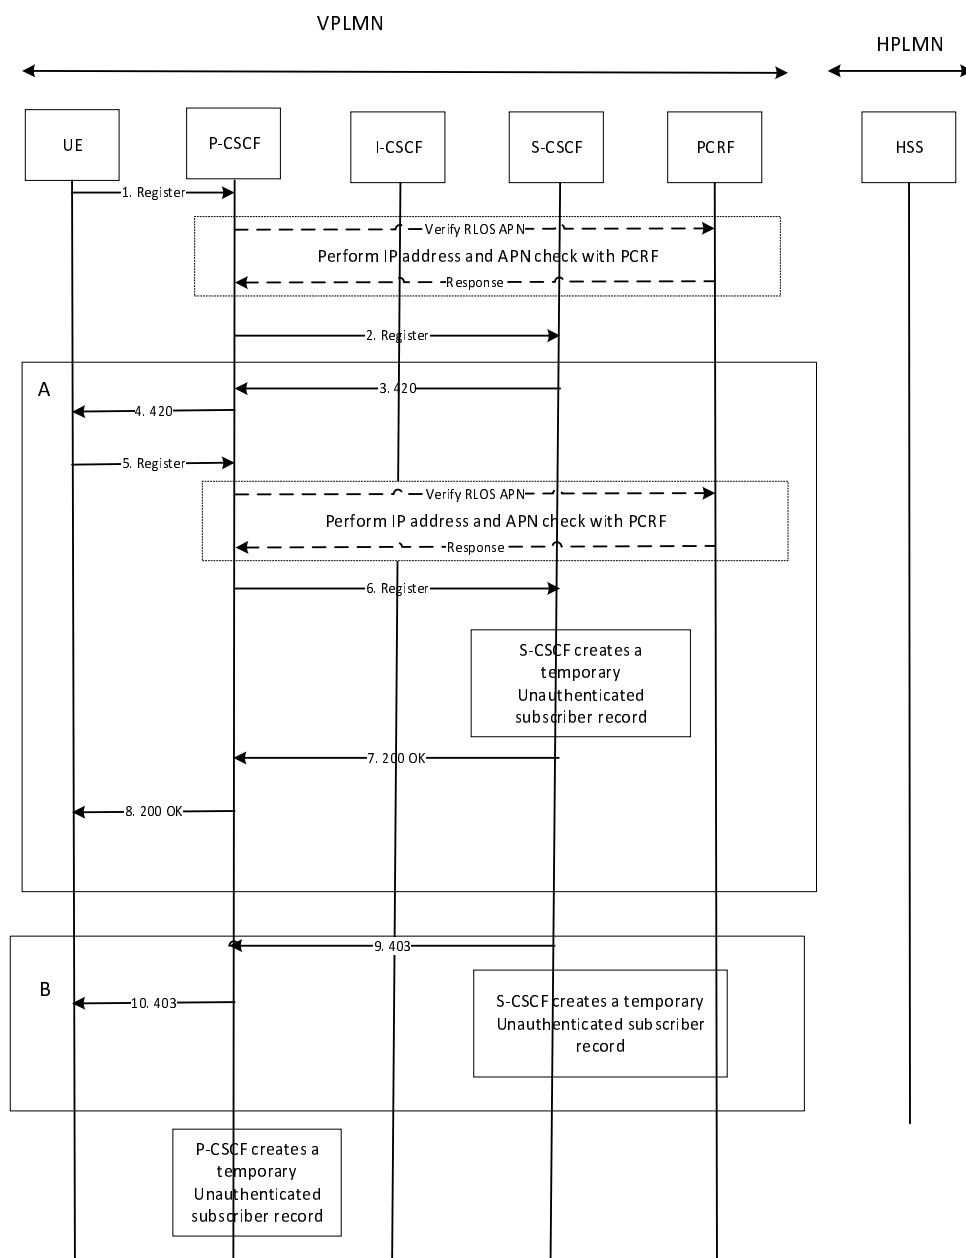 VPLMN
HPLMN
UE
P-CSCF
I-CSCF
S-CSCF
PCRF
HSS
1. Register
Verify RLOS APN
Perform IP address and APN check with PCRF
Response
2. Register
A
3. 420
4. 420
5. Register
Verify RLOS APN
Perform IP address and APN check with PCRF
Response
6. Register
S-CSCF creates a
temporary
Unauthenticated
subscriber record
7. 200 OK
8. 200 OK
9. 403
B
10. 403
S-CSCF creates a temporary
Unauthenticated subscriber
record
P-CSCF creates a
temporary
Unauthenticated
subscriber record